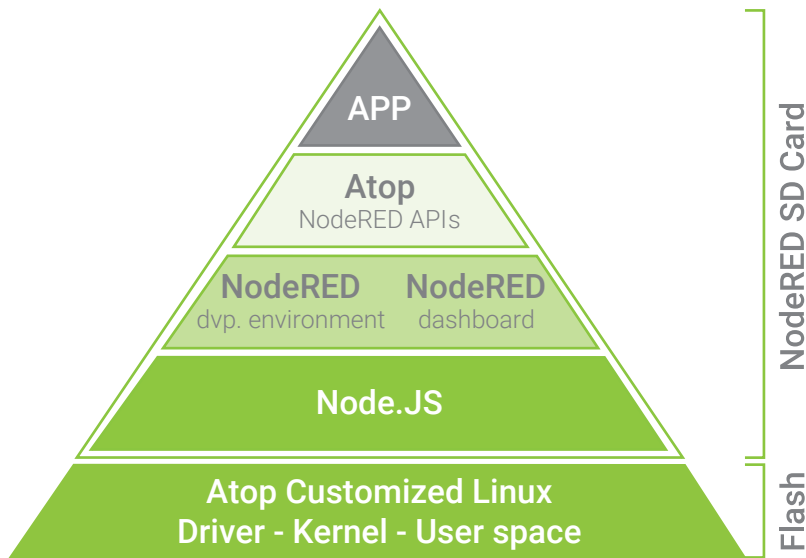 APP
Atop
NodeRED APIs
NodeRED NodeRED
dvp. environment dashboard
Node.JS
Atop Customized Linux
Driver - Kernel - User space
NodeRED SD Card
Flash